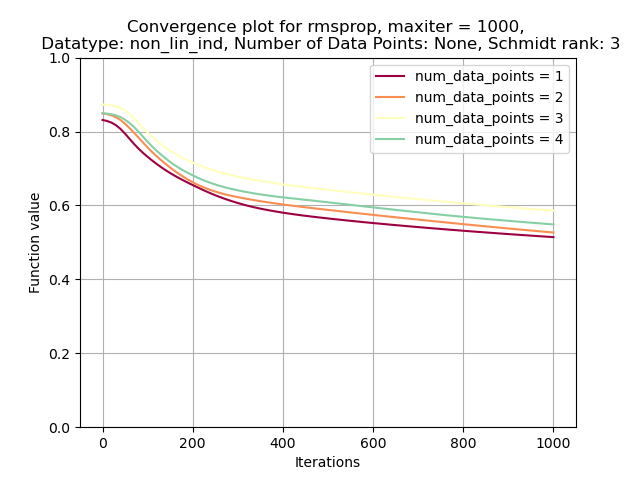 Convergence plot for rmsprop, maxiter = 1000,
Datatype: non_lin_ind, Number of Data Points: None, Schmidt rank: 3
num_data_points = 1
num_data_points = 2
num_data_points = 3
num_data_points = 4
Function value
1.0
0.8
0.6
0.4
0.2
0.0
0 200 400 600 800 1000
Iterations